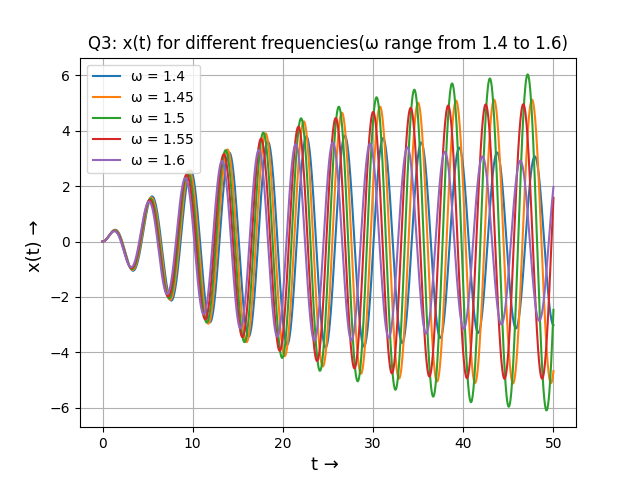 Q3: x(t) for different frequencies(ω range from 1.4 to 1.6)
ω = 1.4
ω = 1.45
ω = 1.5
ω = 1.55
ω = 1.6
6
4
2
0
−2
−4
−6
x(t) →
0
10
20
30
40
50
t →